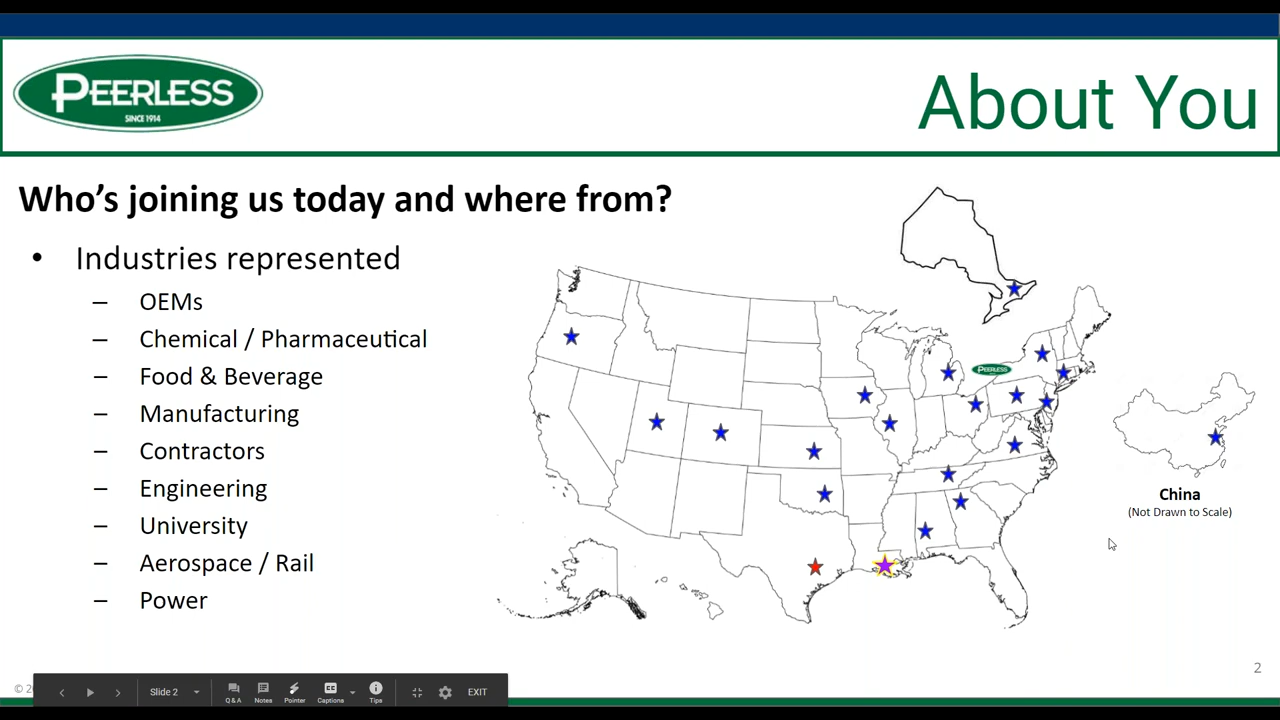 PEERLESS
SINCE 1914
About You
Who's joining us today and where from?
• Industries represented
– OEMs
– Chemical / Pharmaceutical
– Food & Beverage
– Manufacturing
– Contractors
– Engineering
– University
– Aerospace / Rail
– Power
PEERLESS
China
(Not Drawn to Scale)
2
Slide 2
Q & A
Notes
Pointer
Captions
Tips
EXIT